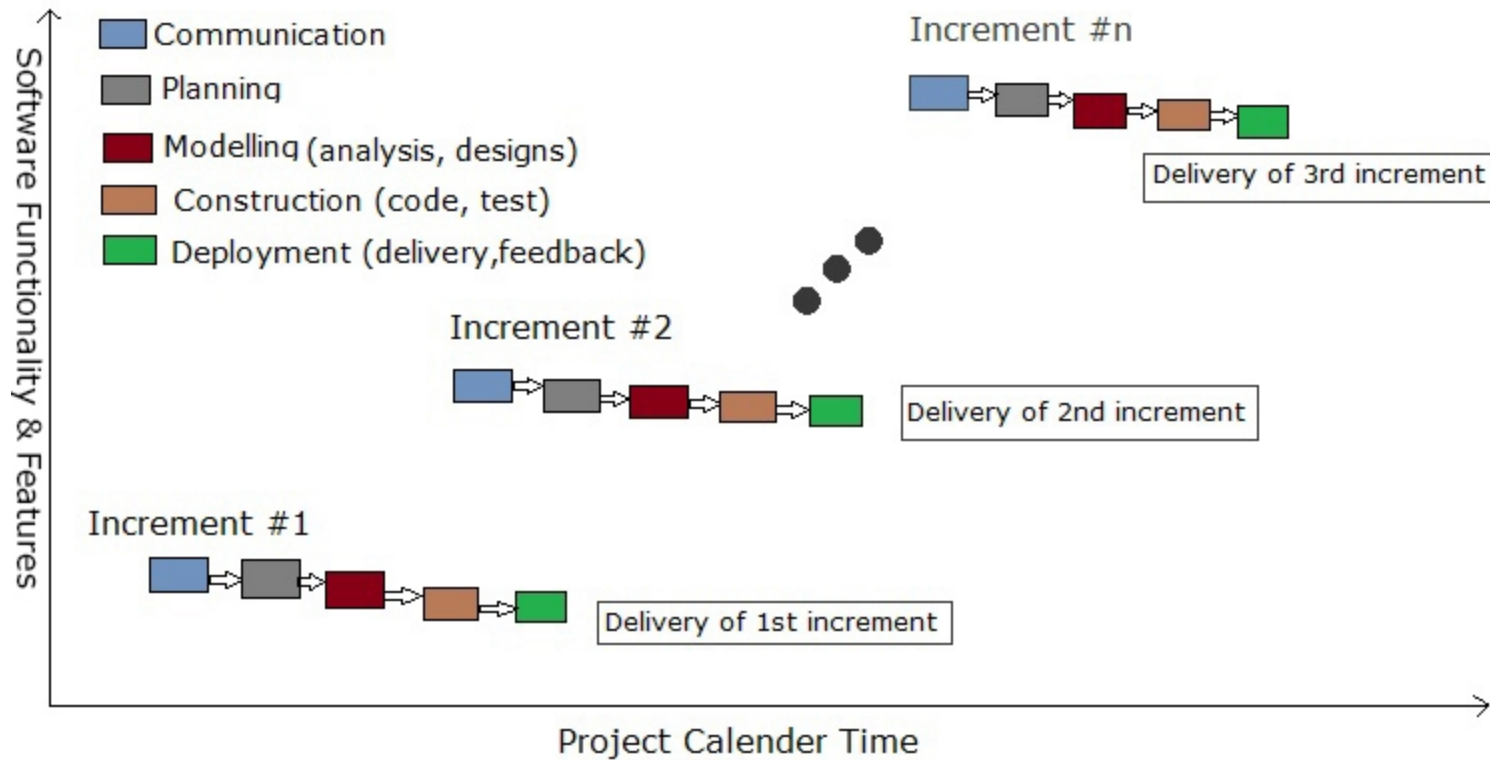 Software Functionality & Features
Communication
Planning
Modelling (analysis, designs)
Construction (code, test)
Deployment (delivery,feedback)
Increment #n
Delivery of 3rd increment
Increment #2
Delivery of 2nd increment
Increment #1
Delivery of 1st increment
Project Calender Time